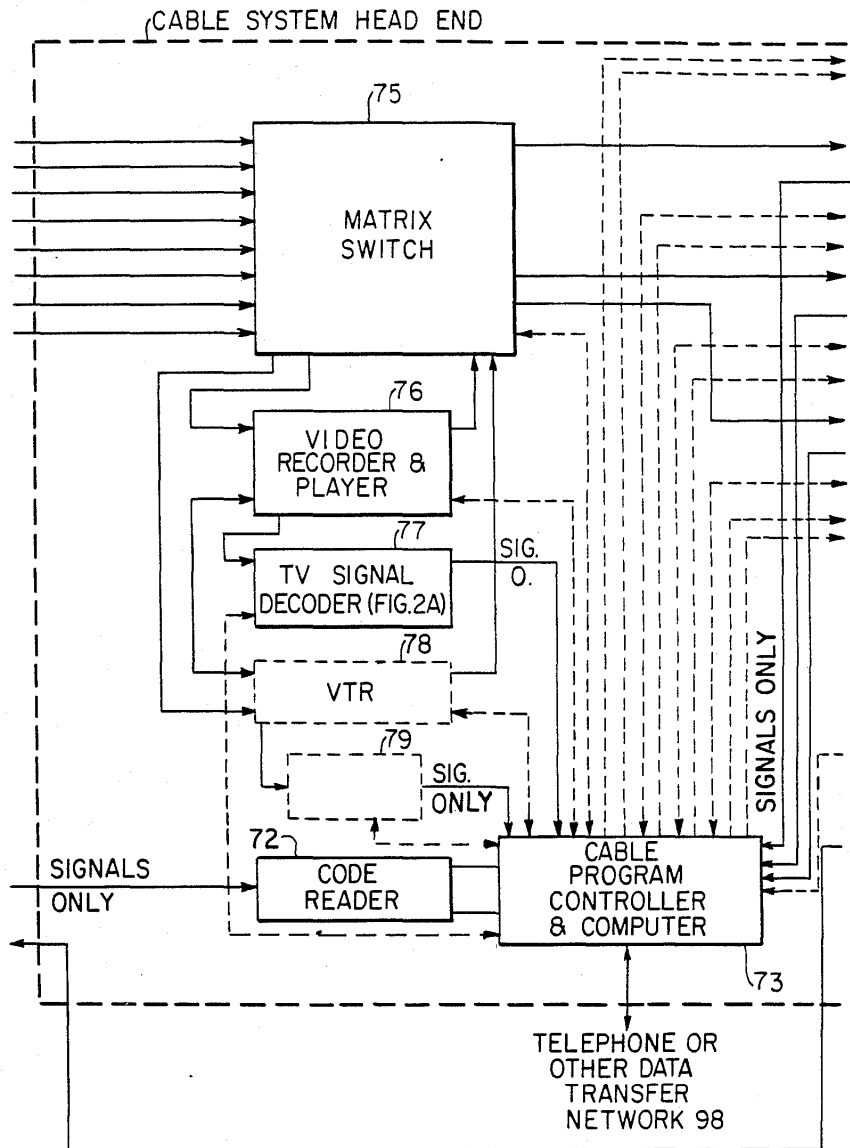 CABLE SYSTEM HEAD END
75
MATRIX
SWITCH
76
VIDEO
RECORDER &
PLAYER
77
TV SIGNAL
DECODER (FIG.2A)
SIG.
O.
78
VTR
79
SIG.
ONLY
SIGNALS ONLY
72
CODE
READER
SIGNALS
ONLY
CABLE
PROGRAM
CONTROLLER
& COMPUTER
73
TELEPHONE OR
OTHER DATA
TRANSFER
NETWORK 98